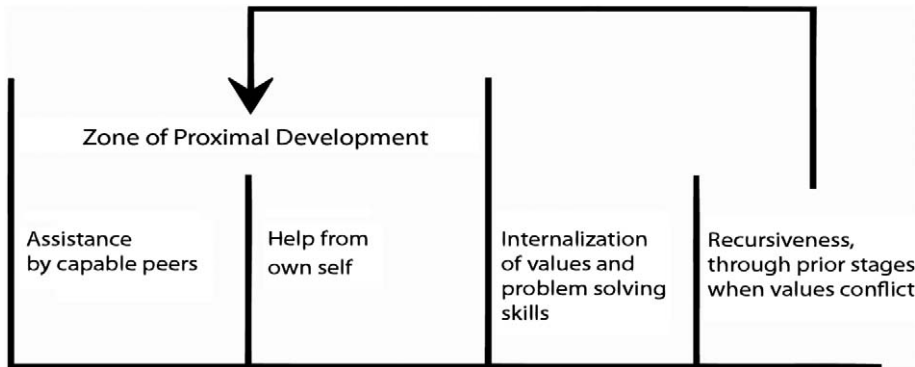 Zone of Proximal Development
Assistance
by capable peers
Help from
own self
Internalization
of values and
problem solving
skills
Recursiveness,
through prior stages
when values conflict